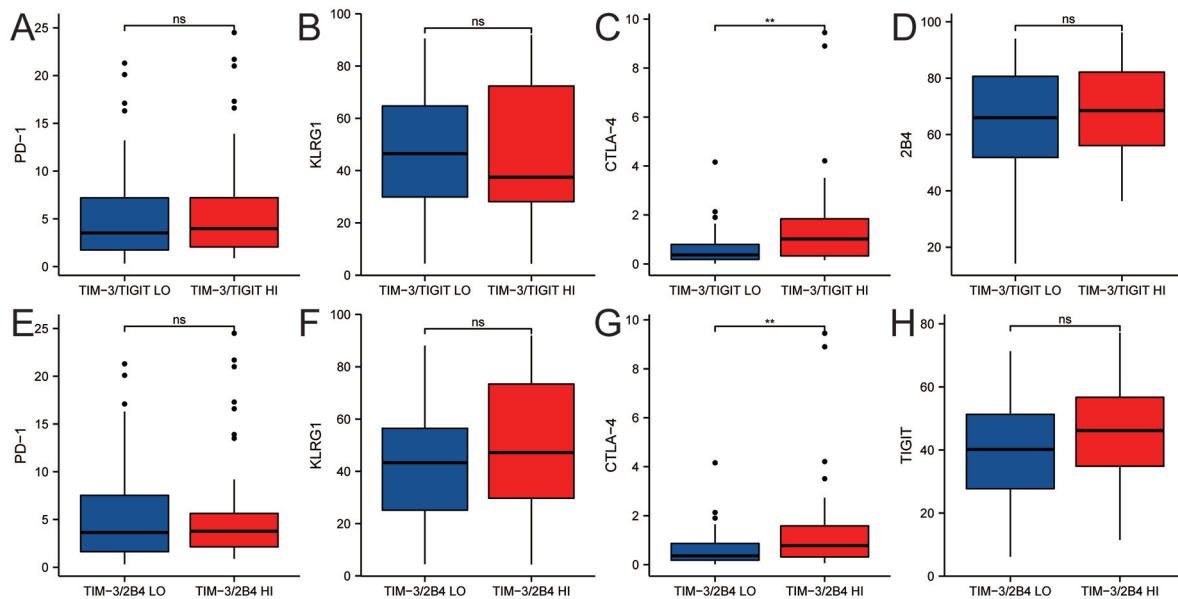 A
ns
25
20
15
10
5
0
PD-1
TIM-3/TIGIT LO
TIM-3/TIGIT HI
B
ns
100
80
60
40
20
0
KLRG1
TIM-3/TIGIT LO
TIM-3/TIGIT HI
C
**
10
8
6
4
2
0
CTLA-4
TIM-3/TIGIT LO
TIM-3/TIGIT HI
D
ns
100
80
60
40
20
2B4
TIM-3/TIGIT LO
TIM-3/TIGIT HI
E
ns
25
20
15
10
5
0
PD-1
TIM-3/2B4 LO
TIM-3/2B4 HI
F
ns
100
80
60
40
20
0
KLRG1
TIM-3/2B4 LO
TIM-3/2B4 HI
G
**
10
8
6
4
2
0
CTLA-4
TIM-3/2B4 LO
TIM-3/2B4 HI
H
ns
80
60
40
20
0
TIGIT
TIM-3/2B4 LO
TIM-3/2B4 HI